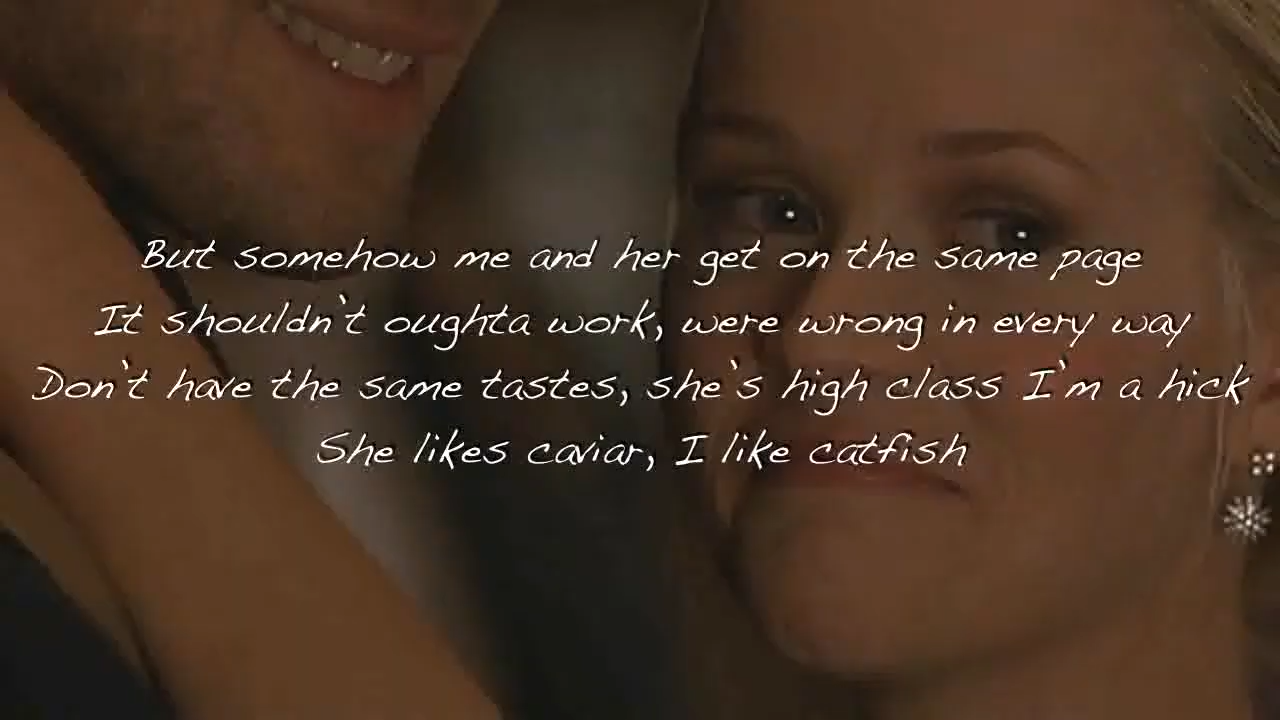 But somehow me and her get on the same page
It shouldn't oughta work, were wrong in every way
Don't have the same tastes, she's high class I'm a hick
She likes caviar, I like catfish